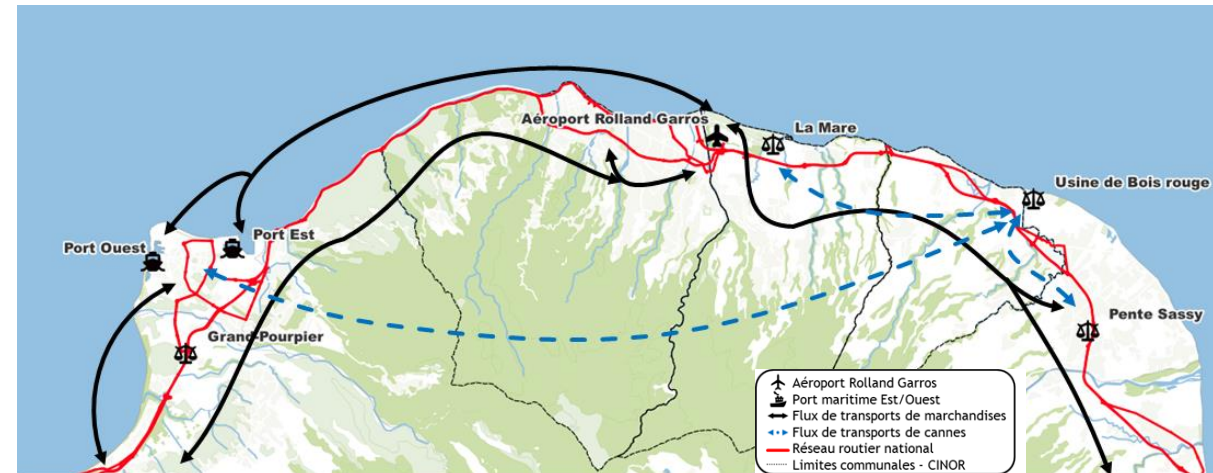 Aéroport Rolland Garros
La Mare
Usine de Bois rouge
Port Ouest
Port Est
Grand Pourpier
Pente Sassy
Aéroport Rolland Garros
Port maritime Est/Ouest
Flux de transports de marchandises
Flux de transports de cannes
Réseau routier national
Limites communales - CINOR